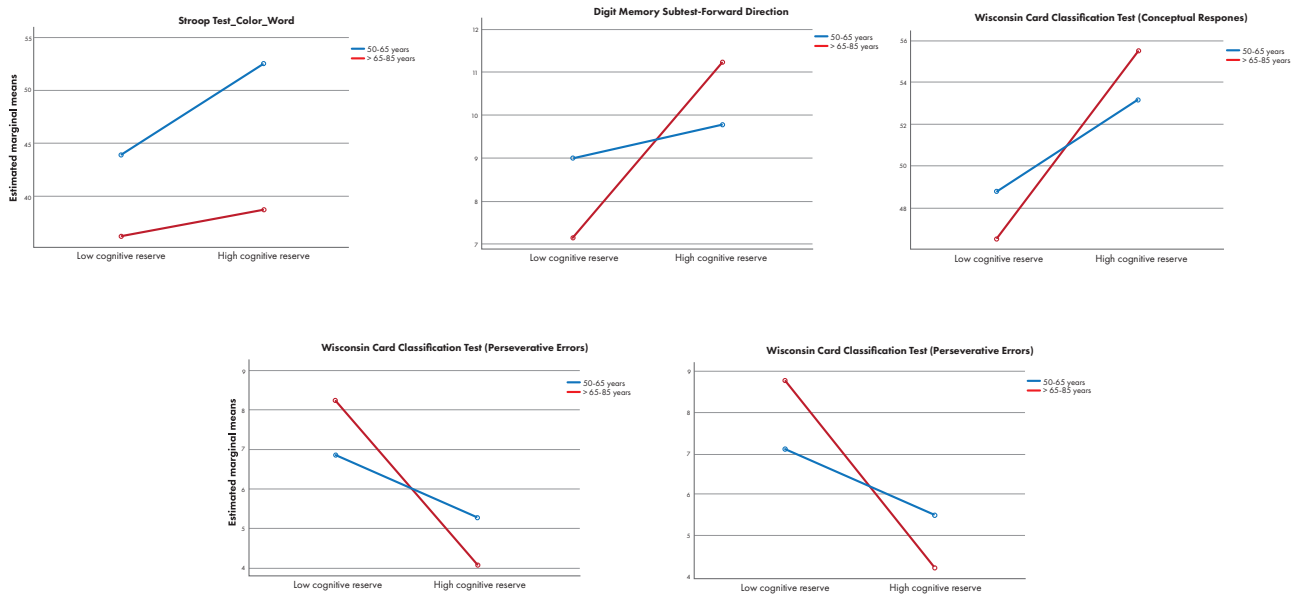 Stroop Test_Color_Word
55
50
45
40
Estimated marginal means
Low cognitive reserve
High cognitive reserve
50-65 years
> 65-85 years
Digit Memory Subtest-Forward Direction
12
11
10
9
8
7
Low cognitive reserve
High cognitive reserve
50-65 years
> 65-85 years
Wisconsin Card Classification Test (Conceptual Respones)
56
54
52
50
48
Low cognitive reserve
High cognitive reserve
50-65 years
> 65-85 years
Wisconsin Card Classification Test (Perseverative Errors)
9
8
7
6
5
4
Estimated marginal means
Low cognitive reserve
High cognitive reserve
50-65 years
> 65-85 years
Wisconsin Card Classification Test (Perseverative Errors)
9
8
7
6
5
4
Low cognitive reserve
High cognitive reserve
50-65 years
> 65-85 years